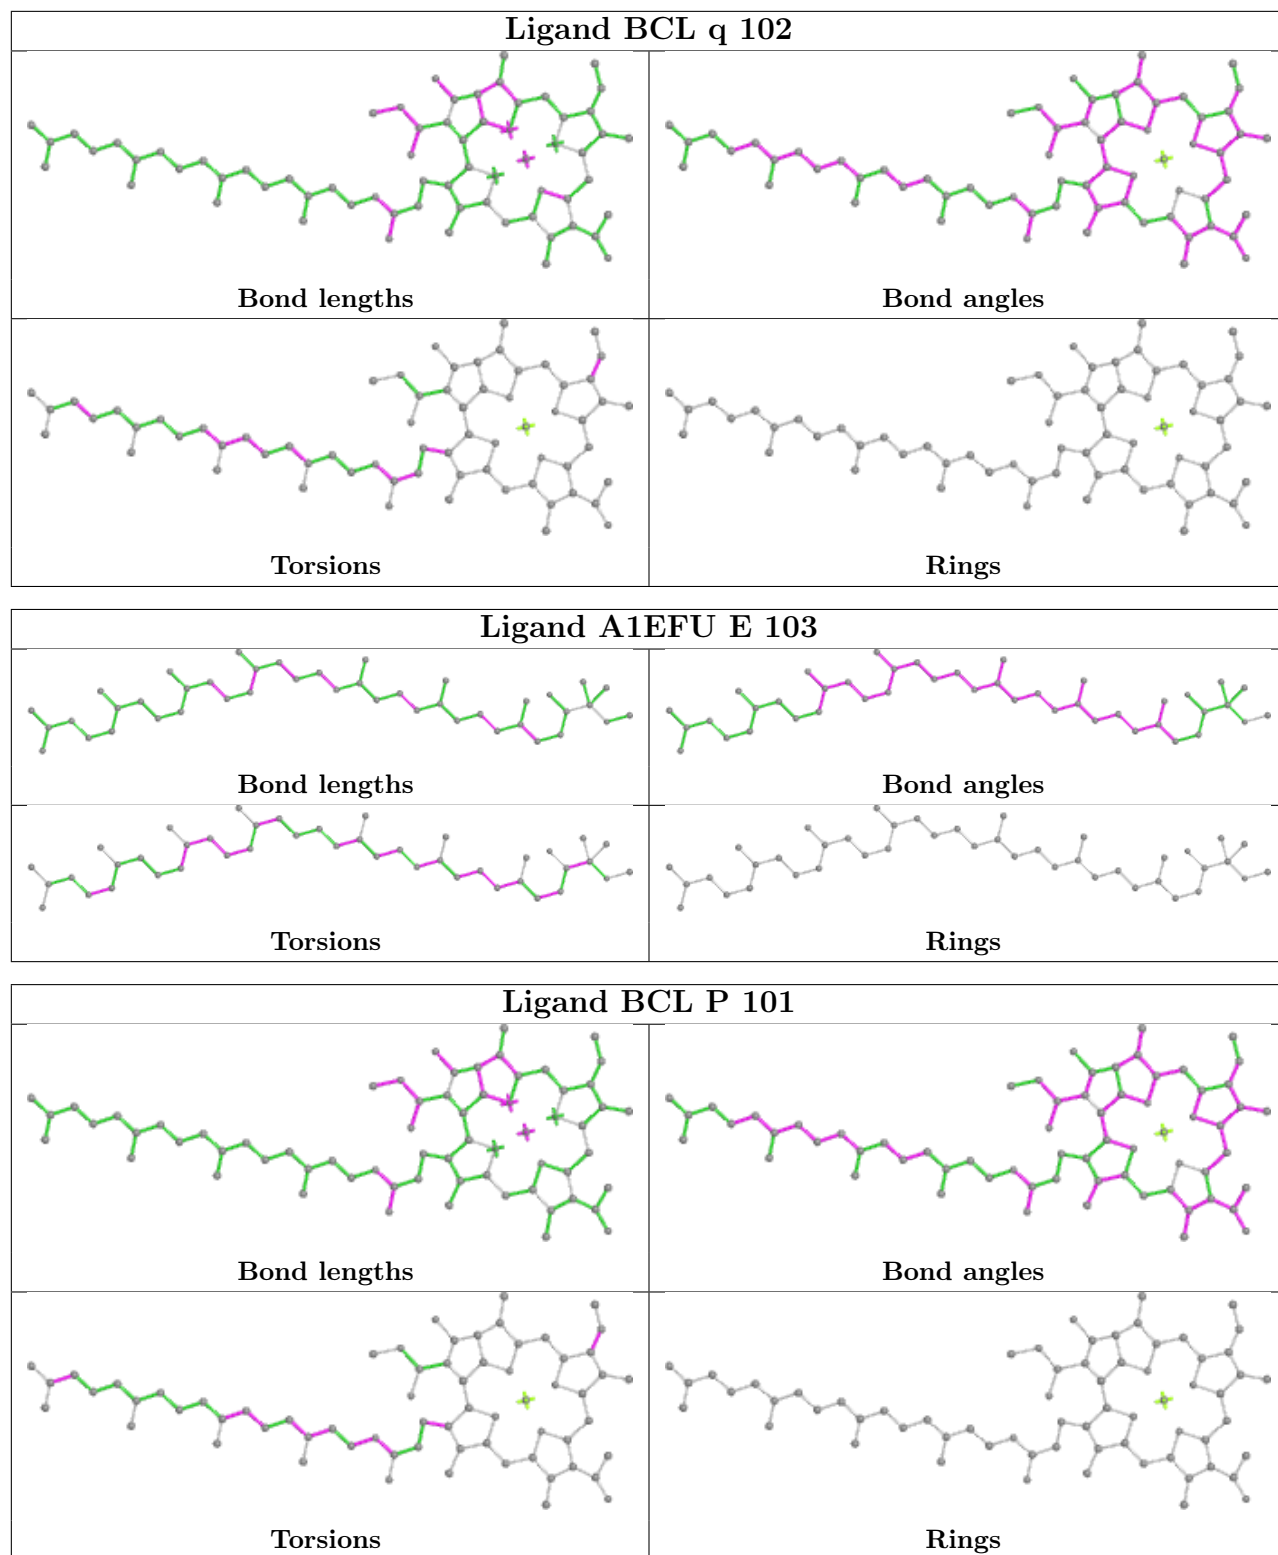 Ligand BCL q 102
Bond lengths
Bond angles
Torsions
Rings
Ligand A1EFU E 103
Bond lengths
Bond angles
Torsions
Rings
Ligand BCL P 101
Bond lengths
Bond angles
Torsions
Rings